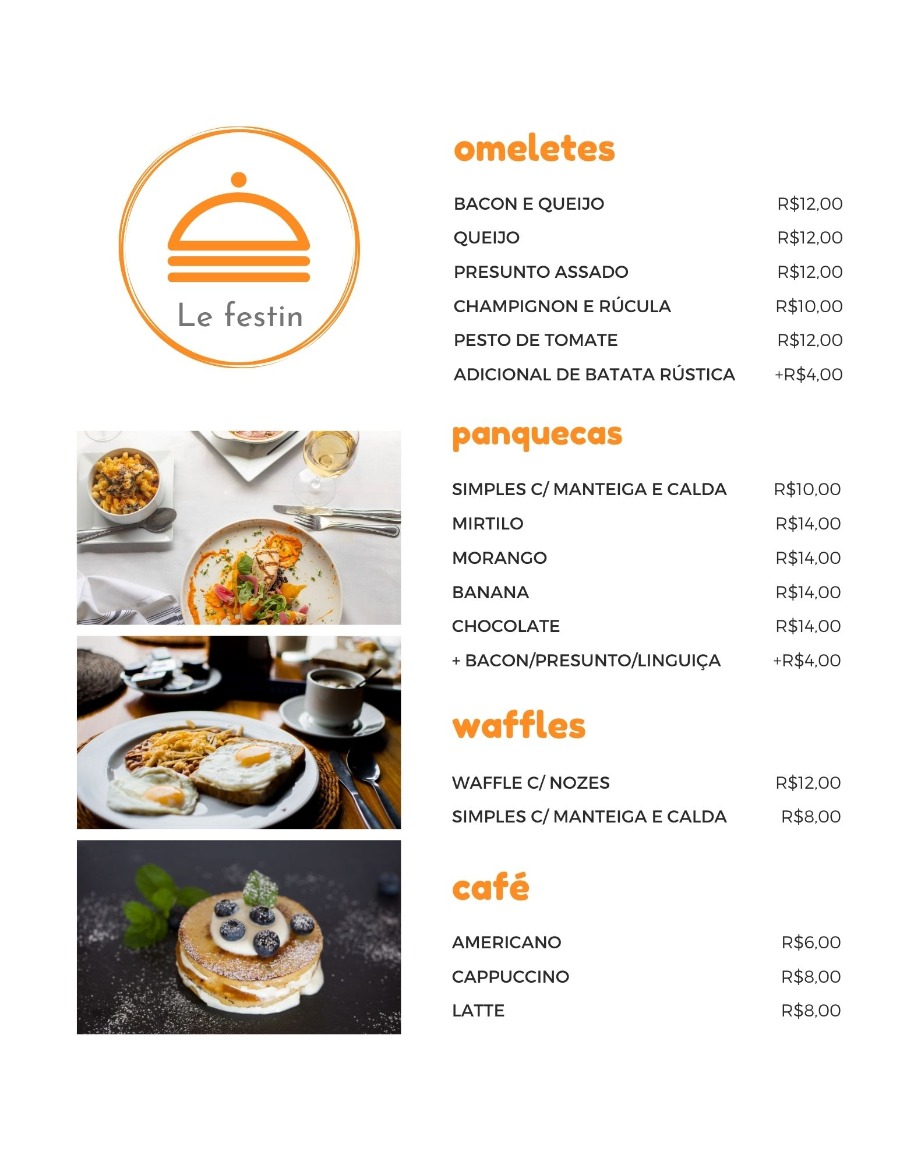 Le festin
omeletes
BACON E QUEIJO R$12,00
QUEIJO R$12,00
PRESUNTO ASSADO R$12,00
CHAMPIGNON E RÚCULA R$10,00
PESTO DE TOMATE R$12,00
ADICIONAL DE BATATA RÚSTICA +R$4,00
panquecas
SIMPLES C/ MANTEIGA E CALDA R$10,00
MIRTILO R$14,00
MORANGO R$14,00
BANANA R$14,00
CHOCOLATE R$14,00
+ BACON/PRESUNTO/LINGUIÇA +R$4,00
waffles
WAFFLE C/ NOZES R$12,00
SIMPLES C/ MANTEIGA E CALDA R$8,00
café
AMERICANO R$6,00
CAPPUCCINO R$8,00
LATTE R$8,00